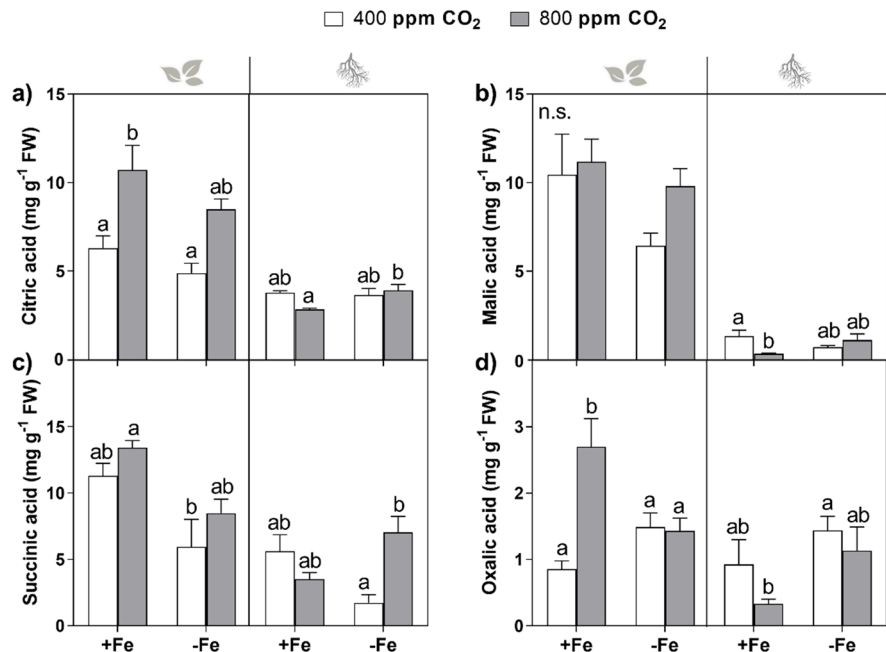 400 ppm CO₂ 800 ppm CO₂
a)
Citric acid (mg g⁻¹ FW)
15
10
5
0
a b a ab ab a ab b
b)
Malic acid (mg g⁻¹ FW)
15
10
5
0
n.s. a b ab ab
c)
Succinic acid (mg g⁻¹ FW)
15
10
5
0
ab a b ab ab ab a b
+Fe -Fe +Fe -Fe
d)
Oxalic acid (mg g⁻¹ FW)
3
2
1
0
a b a a ab b a ab
+Fe -Fe +Fe -Fe